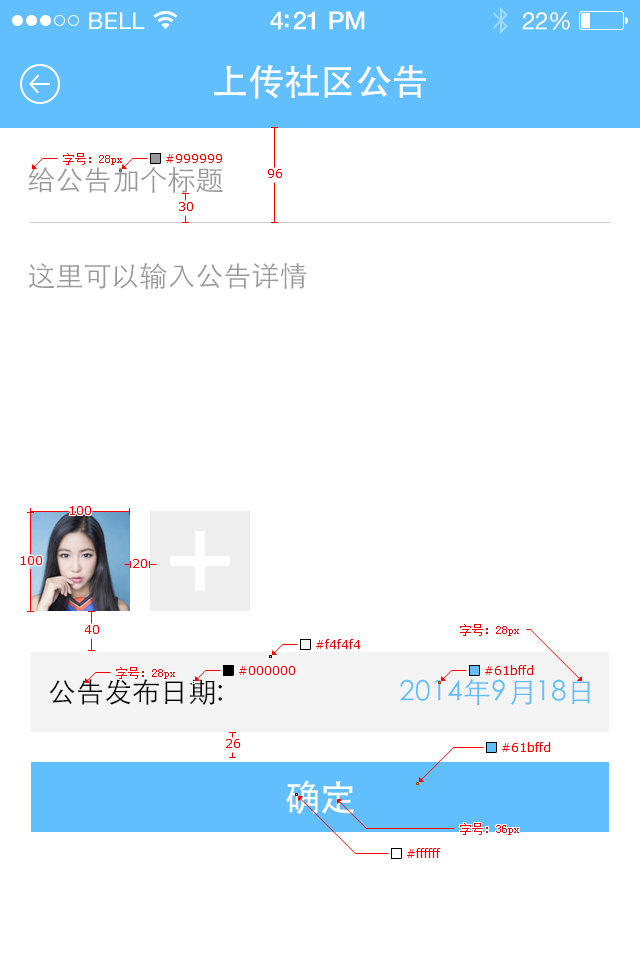 BELL 4:21 PM 22%
上传社区公告
字号：28px #999999
给公告加个标题
96
30
这里可以输入公告详情
100
100
20
40
#f4f4f4
字号：28px
字号：28px #000000 #61bffd
公告发布日期: 2014年9月18日
26
#61bffd
确定
字号：36px
#ffffff